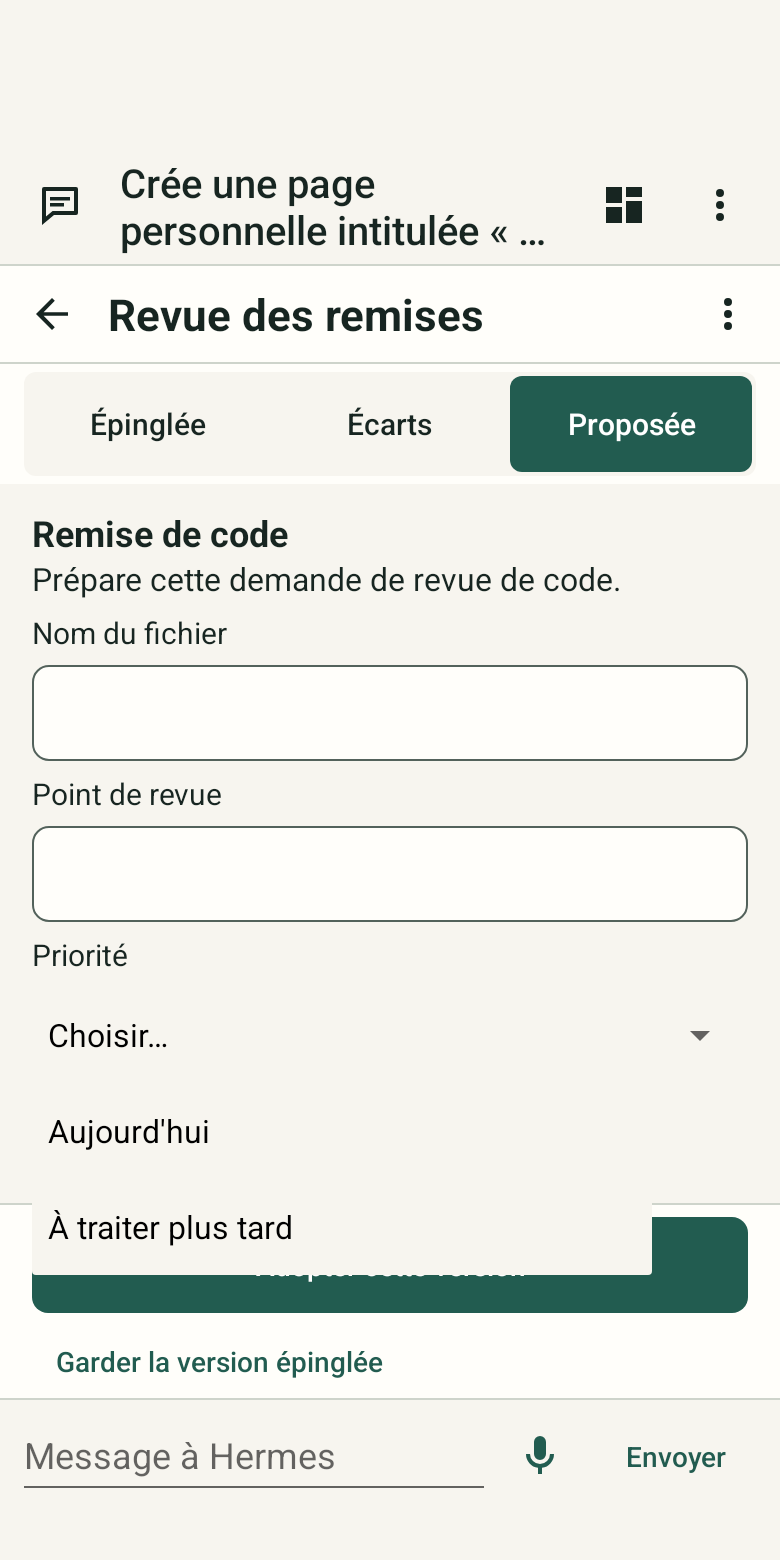 Crée une page
personnelle intitulée « …
Revue des remises
Épinglée
Écarts
Proposée
Remise de code
Prépare cette demande de revue de code.
Nom du fichier
Point de revue
Priorité
Choisir…
Aujourd'hui
À traiter plus tard
Garder la version épinglée
Message à Hermes
Envoyer